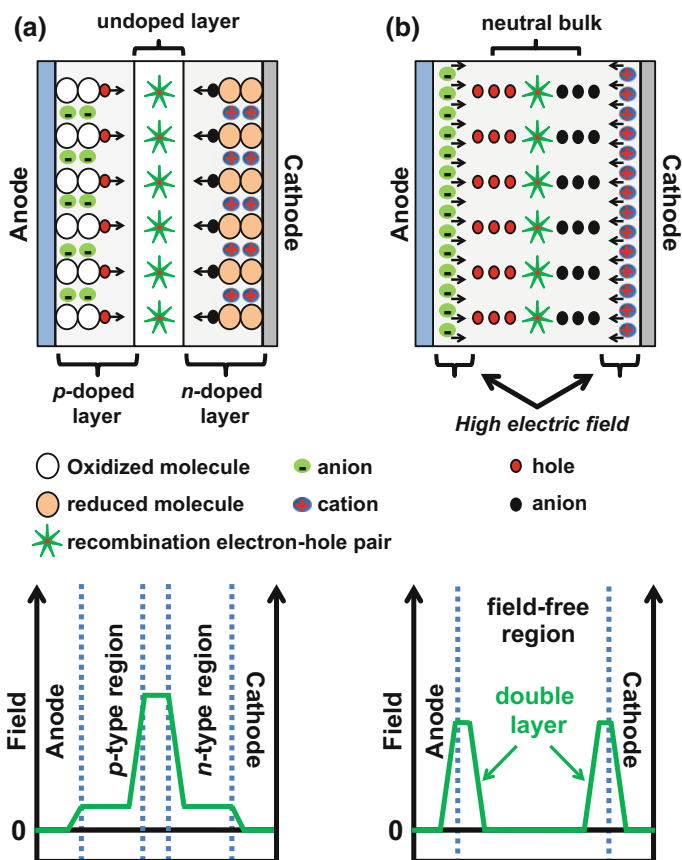 (a)
undoped layer
Anode
Cathode
p-doped
layer
n-doped
layer
(b)
neutral bulk
Anode
Cathode
High electric field
Oxidized molecule
anion
hole
reduced molecule
cation
anion
recombination electron-hole pair
Field
Anode
p-type region
n-type region
Cathode
0
Field
Anode
field-free
region
double
layer
Cathode
0